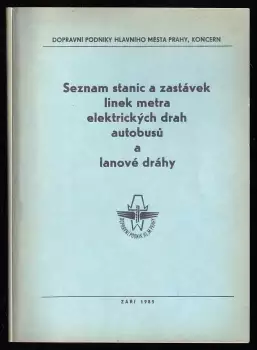 DOPRAVNÍ PODNIKY HLAVNÍHO MĚSTA PRAHY, KONCERN
Seznam stanic a zastávek
linek metra
elektrických drah
autobusů
a
lanové dráhy
ZÁŘÍ 1985